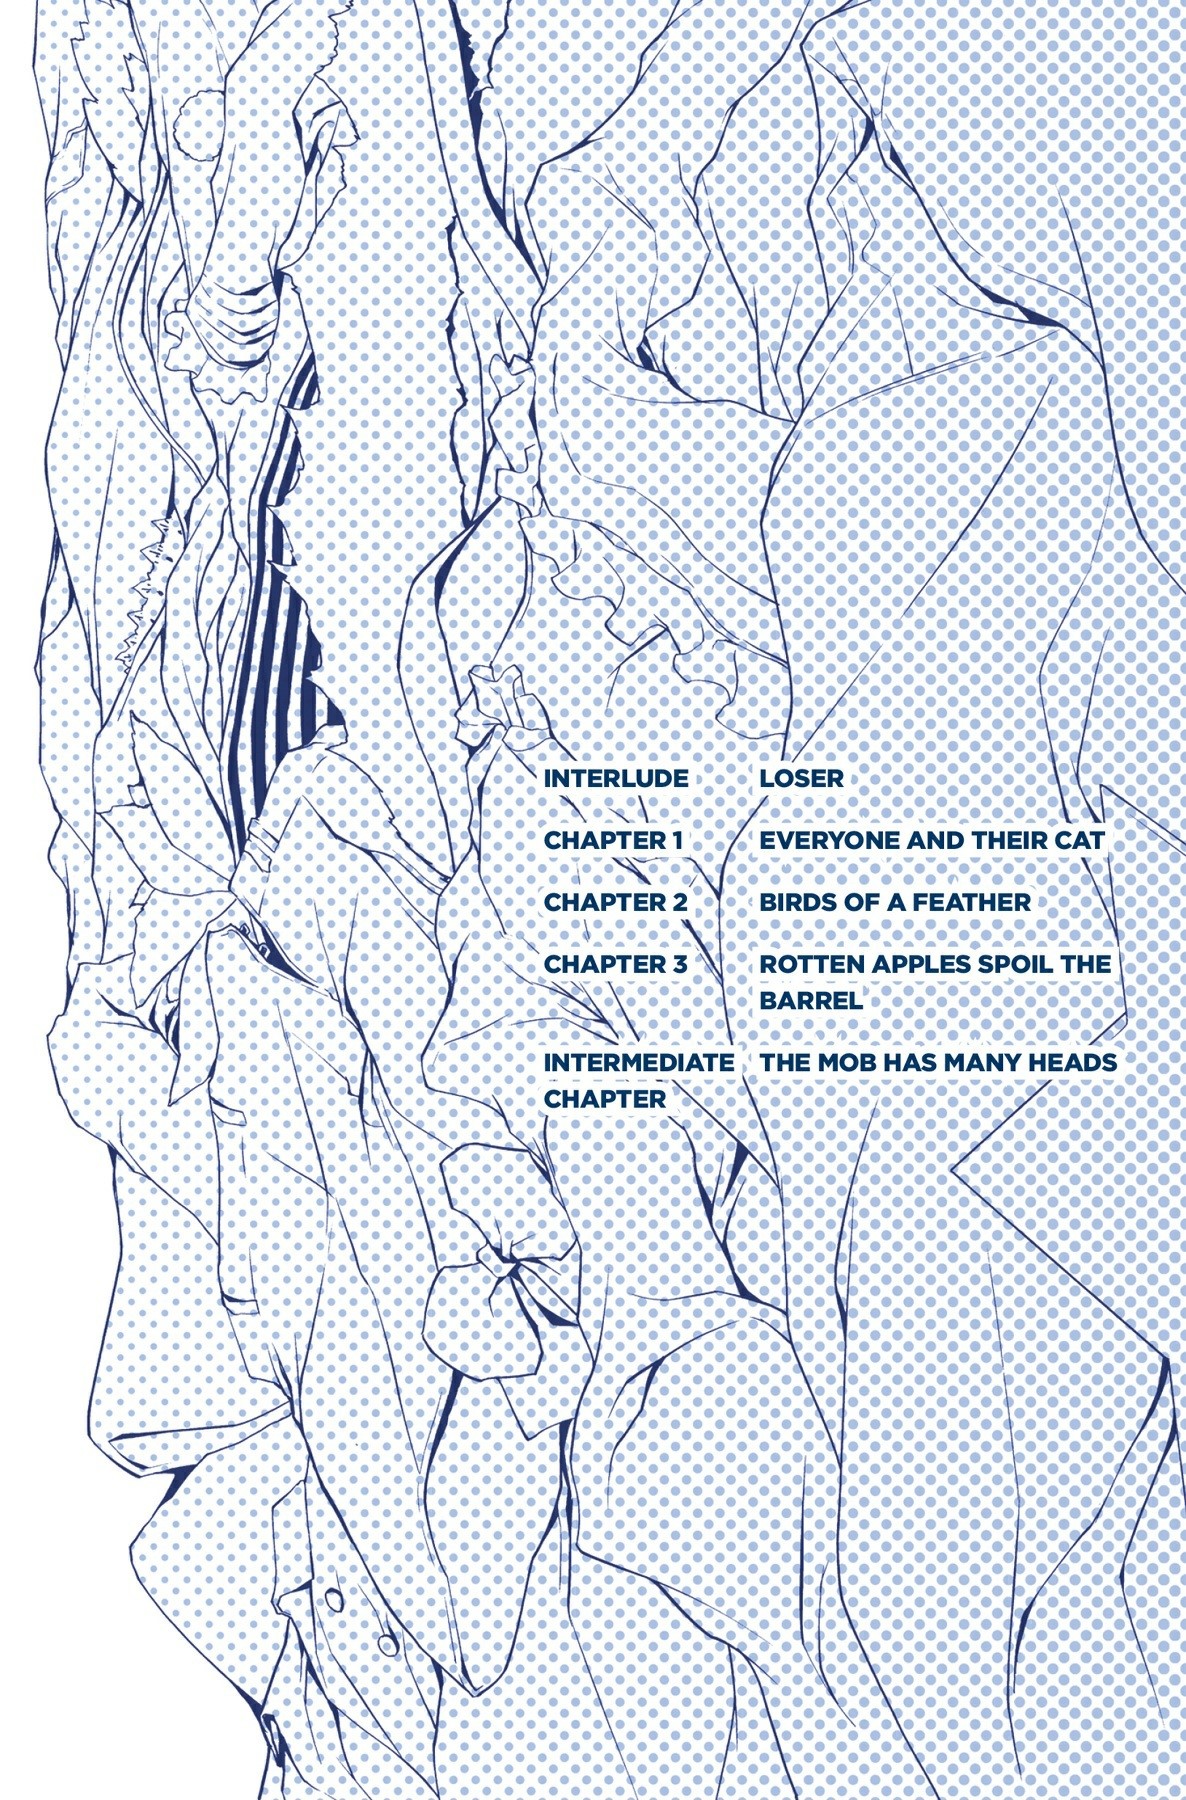 INTERLUDE LOSER
CHAPTER 1 EVERYONE AND THEIR CAT
CHAPTER 2 BIRDS OF A FEATHER
CHAPTER 3 ROTTEN APPLES SPOIL THE
BARREL
INTERMEDIATE THE MOB HAS MANY HEADS
CHAPTER